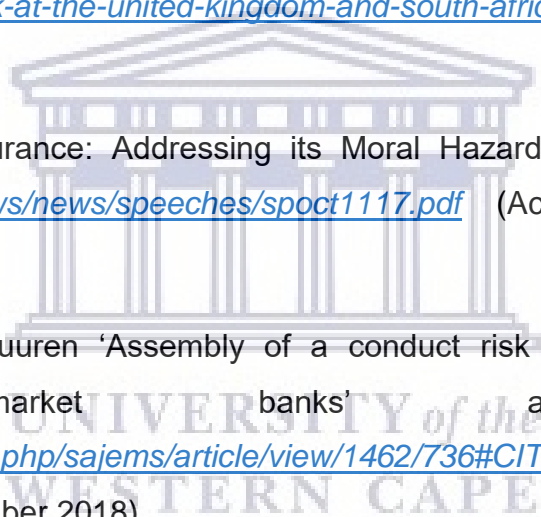 k-at-the-united-kingdom-and-south-afric
urance: Addressing its Moral Hazard
vs/news/speeches/spoct1117.pdf (Ac
uuren ‘Assembly of a conduct risk
market banks’ a
.php/sajems/article/view/1462/736#CIT
UNIVERSITY of the
WESTERN CAPE
ber 2018)